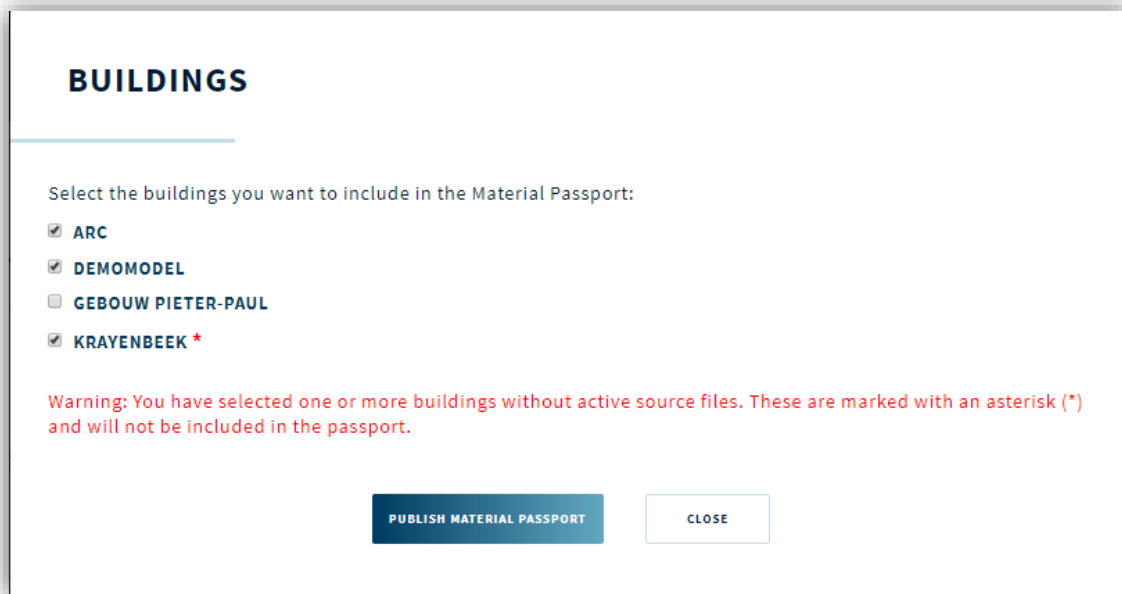 BUILDINGS
Select the buildings you want to include in the Material Passport:
ARC
DEMOMODEL
GEBOUW PIETER-PAUL
KRAYENBEEK *
Warning: You have selected one or more buildings without active source files. These are marked with an asterisk (*)
and will not be included in the passport.
PUBLISH MATERIAL PASSPORT
CLOSE